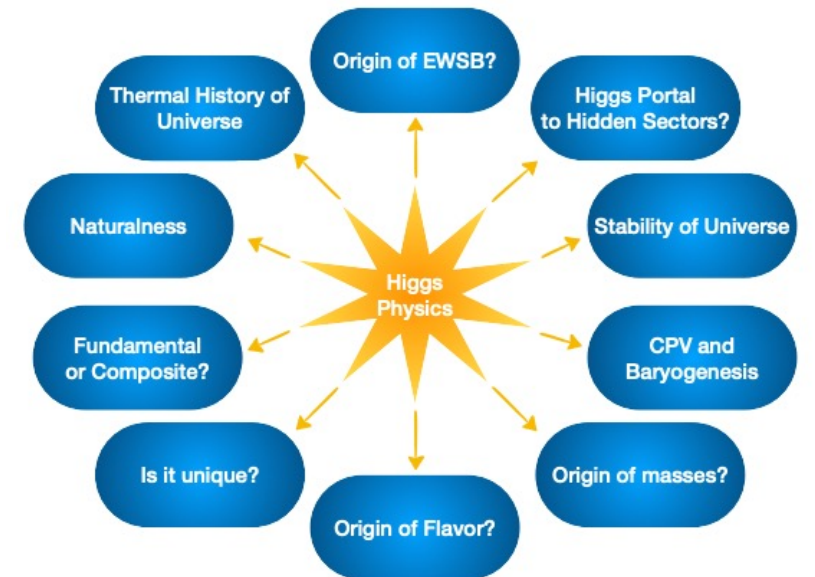 Origin of EWSB?
Thermal History of
Universe
Higgs Portal
to Hidden Sectors?
Naturalness
Stability of Universe
Higgs
Physics
Fundamental
or Composite?
CPV and
Baryogenesis
Is it unique?
Origin of masses?
Origin of Flavor?